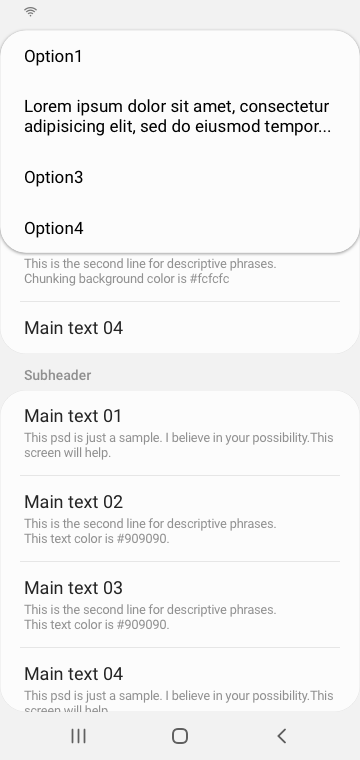 Option1
Lorem ipsum dolor sit amet, consectetur
adipisicing elit, sed do eiusmod tempor...
Option3
Option4
This is the second line for descriptive phrases.
Chunking background color is #fcfcfc
Main text 04
Subheader
Main text 01
This psd is just a sample. I believe in your possibility.This
screen will help.
Main text 02
This is the second line for descriptive phrases.
This text color is #909090.
Main text 03
This is the second line for descriptive phrases.
This text color is #909090.
Main text 04
This psd is just a sample. I believe in your possibility.This
screen will help.